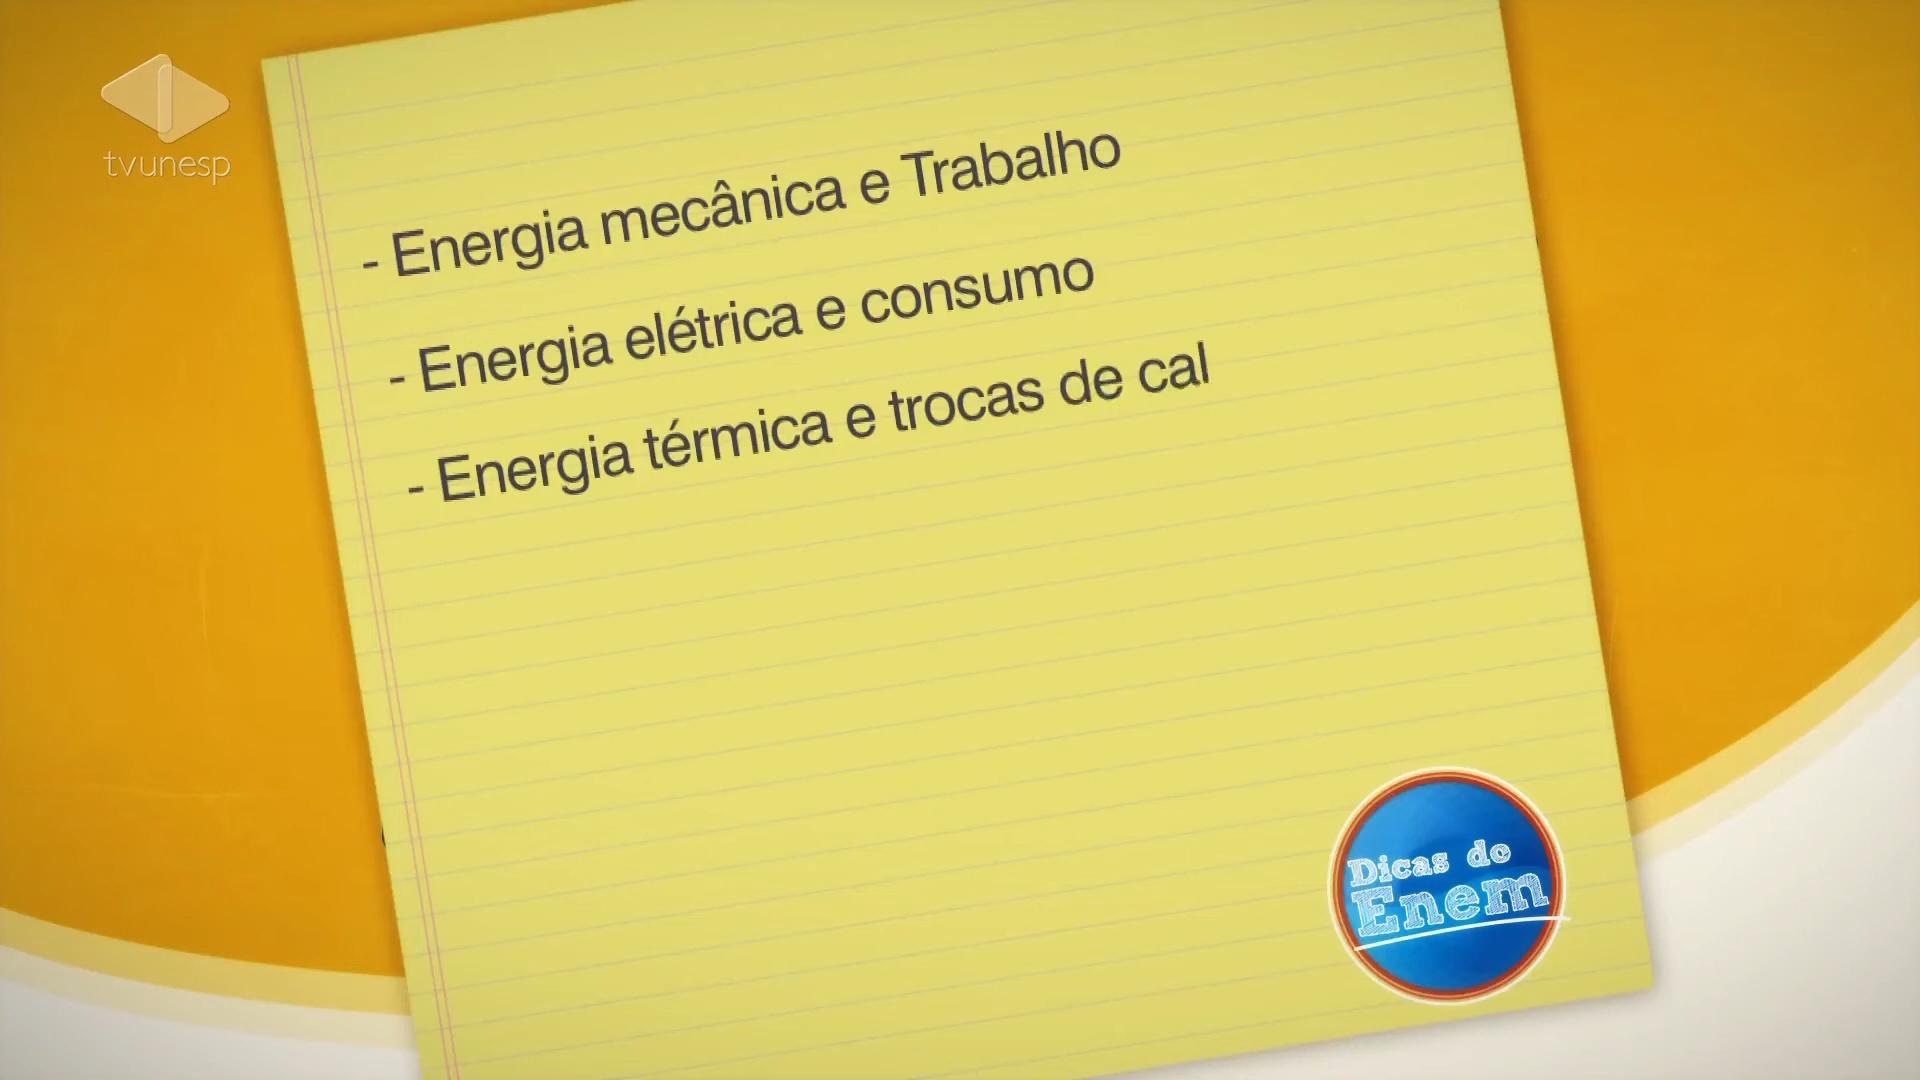 tvunesp
- Energia mecânica e Trabalho
- Energia elétrica e consumo
- Energia térmica e trocas de cal
Dicas do
Enem